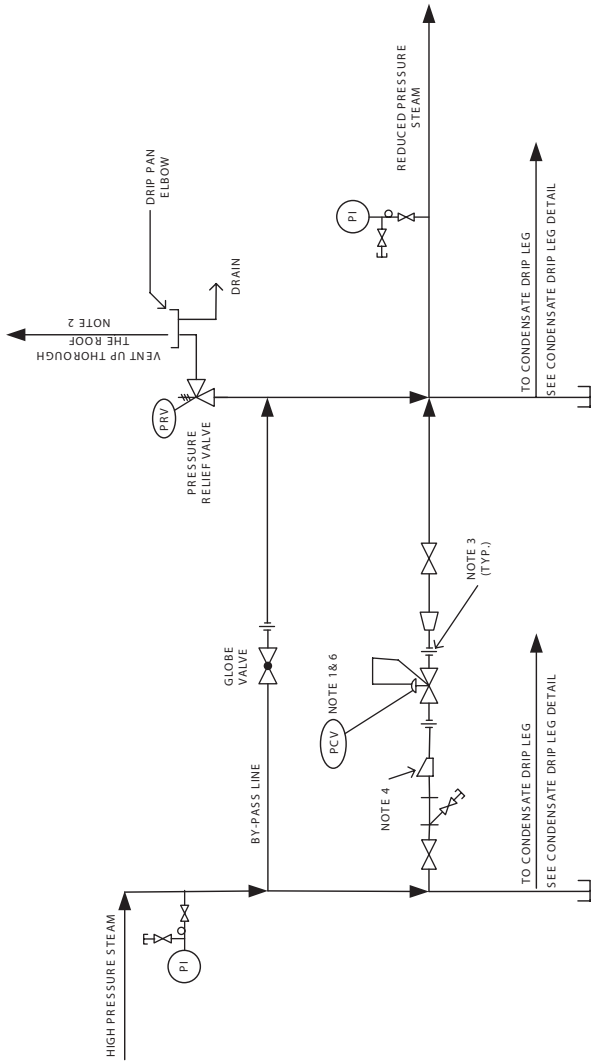 HIGH PRESSURE STEAM
PI
BY-PASS LINE
GLOBE
VALVE
PRV
PRESSURE
RELIEF VALVE
VENT UP THOROUGH
THE ROOF
NOTE 2
DRIP PAN
ELBOW
DRAIN
PI
REDUCED PRESSURE
STEAM
NOTE 4
PCV
NOTE 1&6
NOTE 3
(TYP.)
TO CONDENSATE DRIP LEG
SEE CONDENSATE DRIP LEG DETAIL
TO CONDENSATE DRIP LEG
SEE CONDENSATE DRIP LEG DETAIL